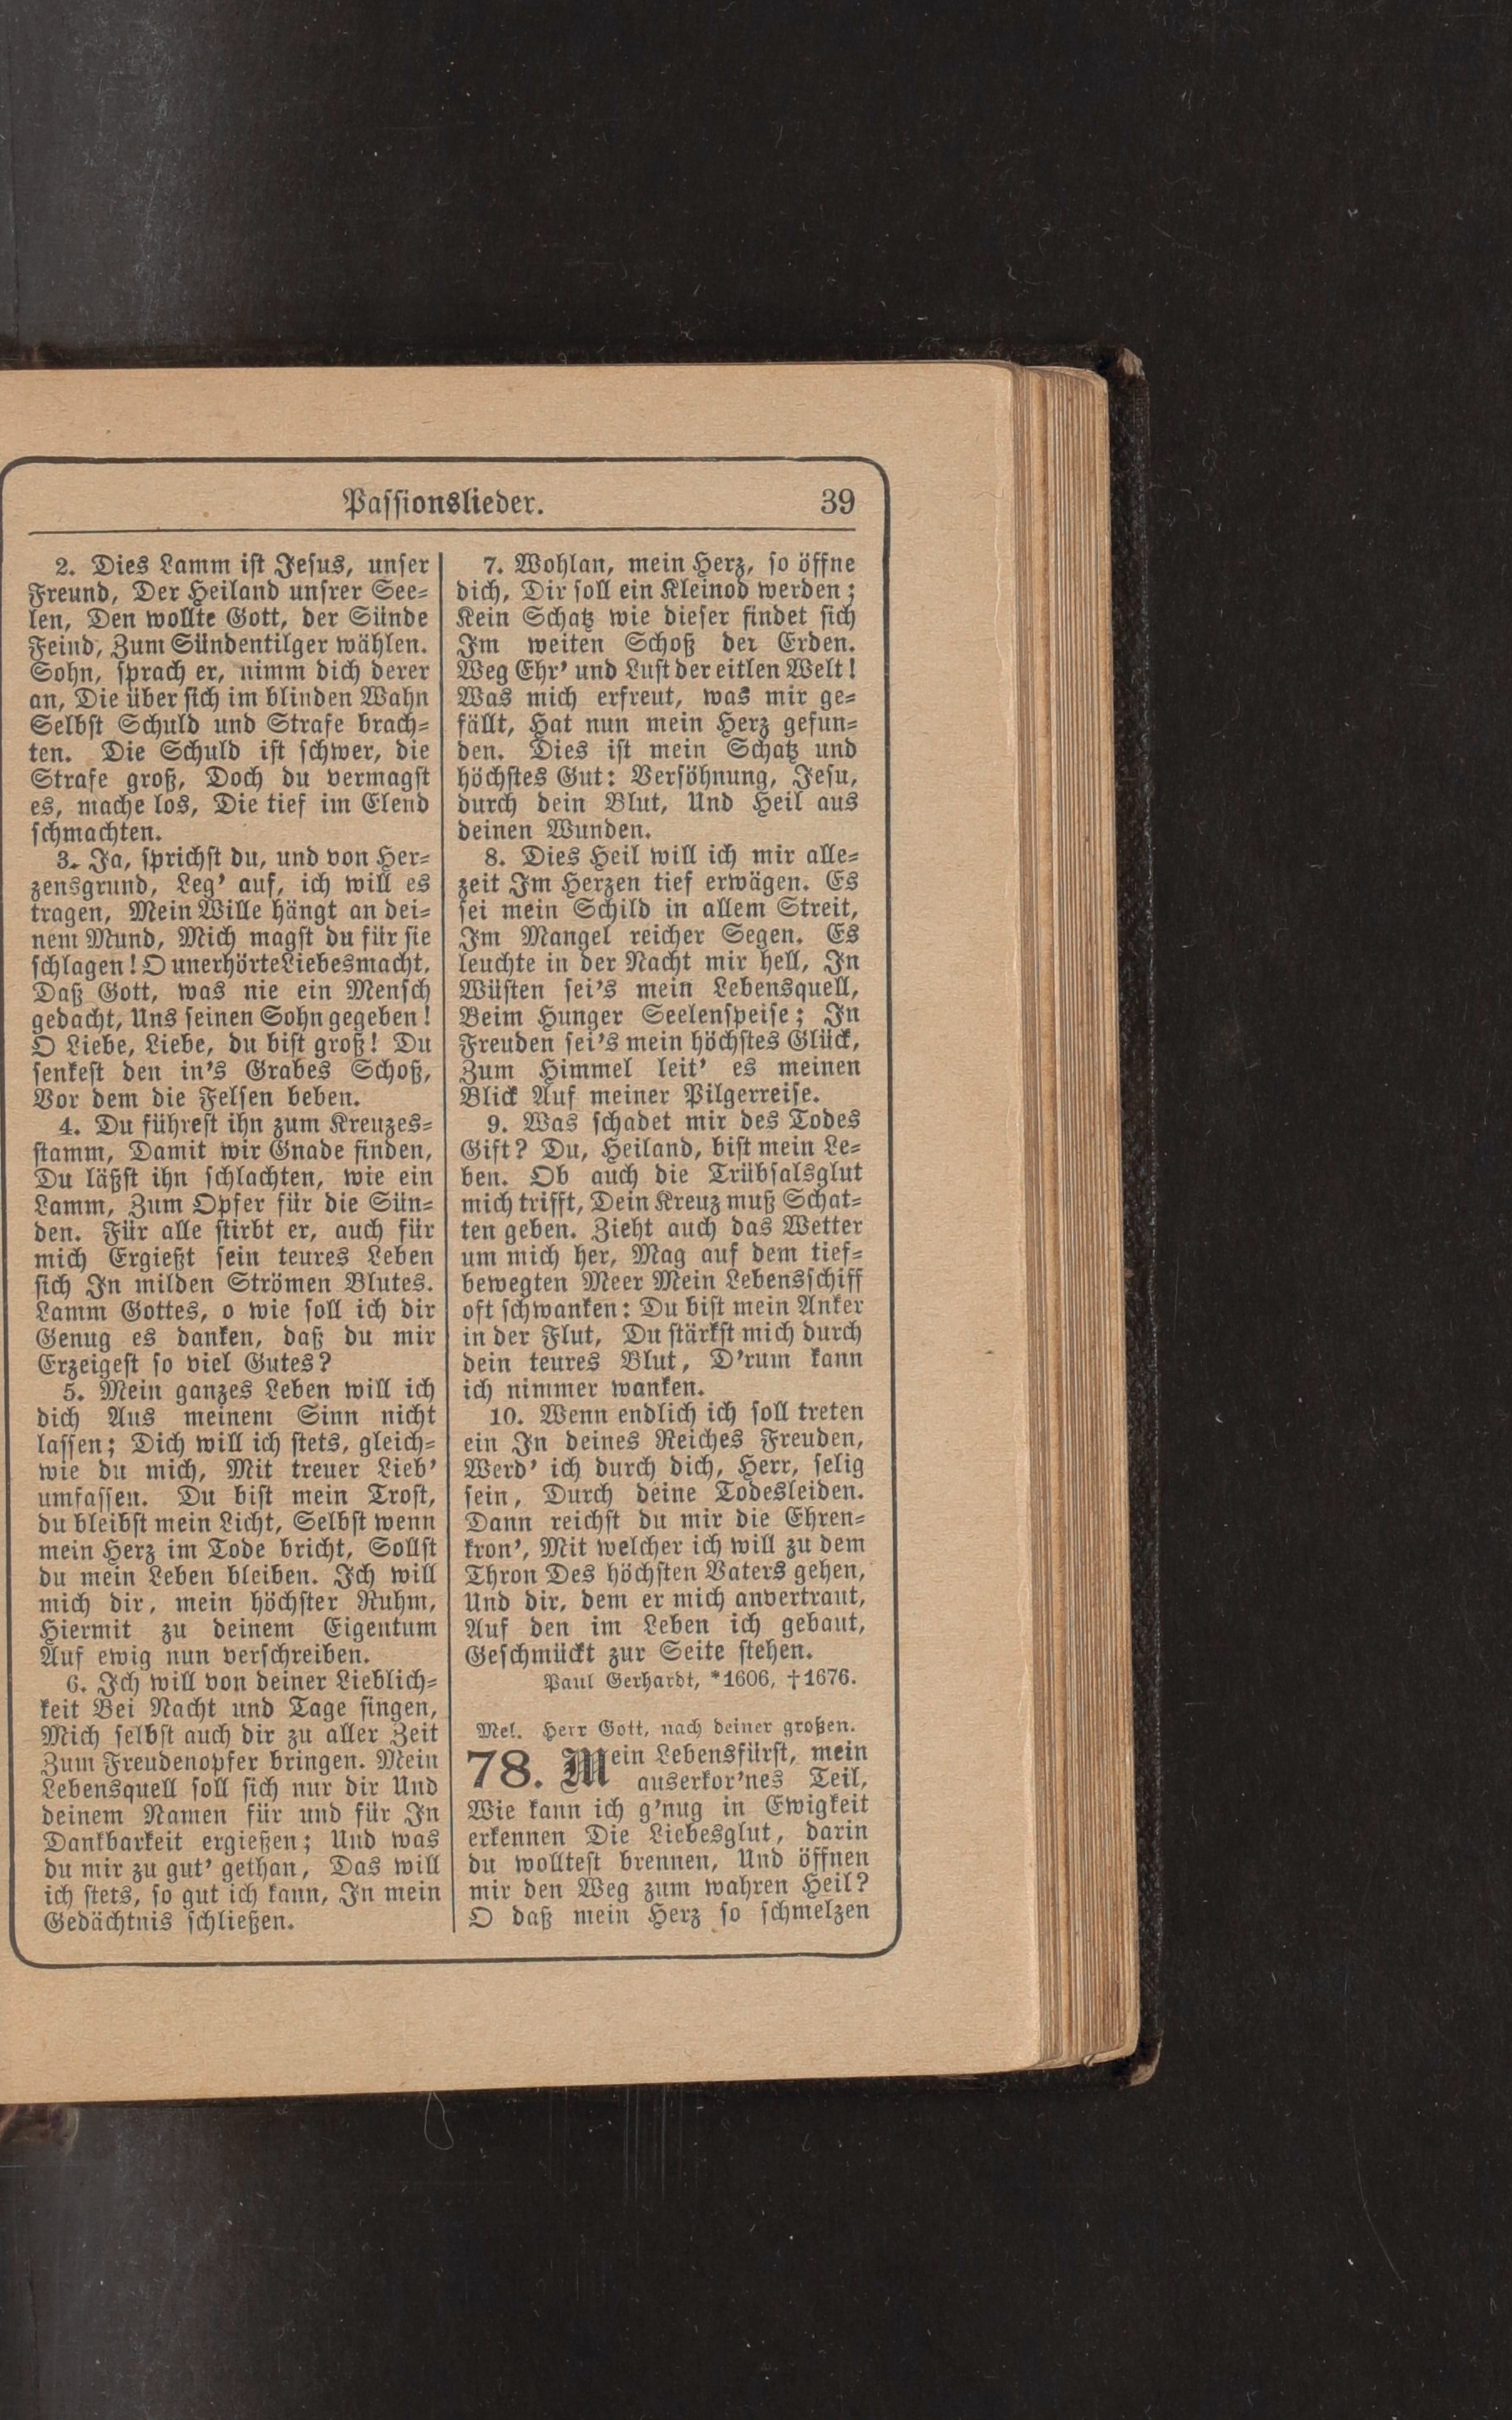 Passionslieder. 39
2. Dies Lamm ist Jesus, unser
Freund, Der Heiland unsrer See-
len, Den wollte Gott, der Sünde
Feind, Zum Sündentilger wählen.
Sohn, sprach er, nimm dich derer
an, Die über sich im blinden Wahn
Selbst Schuld und Strafe brach-
ten. Die Schuld ist schwer, die
Strafe groß, Doch du vermagst
es, mache los, Die tief im Elend
schmachten.
3. Ja, sprichst du, und von Her-
zensgrund, Leg' auf, ich will es
tragen, Mein Wille hängt an dei-
nem Mund, Mich magst du für sie
schlagen! O unerhörte Liebesmacht,
Daß Gott, was nie ein Mensch
gedacht, Uns seinen Sohn gegeben!
O Liebe, Liebe, du bist groß! Du
senkest den in's Grabes Schoß,
Vor dem die Felsen beben.
4. Du führest ihn zum Kreuzes-
stamm, Damit wir Gnade finden,
Du läßst ihn schlachten, wie ein
Lamm, Zum Opfer für die Sün-
den. Für alle stirbt er, auch für
mich Ergießt sein teures Leben
sich In milden Strömen Blutes.
Lamm Gottes, o wie soll ich dir
Genug es danken, daß du mir
Erzeigest so viel Gutes?
5. Mein ganzes Leben will ich
dich Aus meinem Sinn nicht
lassen; Dich will ich stets, gleich-
wie du mich, Mit treuer Lieb'
umfassen. Du bist mein Trost,
du bleibst mein Licht, Selbst wenn
mein Herz im Tode bricht, Sollst
du mein Leben bleiben. Ich will
mich dir, mein höchster Ruhm,
Hiermit zu deinem Eigentum
Auf ewig nun verschreiben.
6. Ich will von deiner Lieblich-
keit Bei Nacht und Tage singen,
Mich selbst auch dir zu aller Zeit
Zum Freudenopfer bringen. Mein
Lebensquell soll sich nur dir Und
deinem Namen für und für In
Dankbarkeit ergießen; Und was
du mir zu gut' gethan, Das will
ich stets, so gut ich kann, In mein
Gedächtnis schließen.
7. Wohlan, mein Herz, so öffne
dich, Dir soll ein Kleinod werden;
Kein Schatz wie dieser findet sich
Im weiten Schoß der Erden.
Weg Ehr' und Lust der eitlen Welt!
Was mich erfreut, was mir ge-
fällt, Hat nun mein Herz gefun-
den. Dies ist mein Schatz und
höchstes Gut: Versöhnung, Jesu,
durch dein Blut, Und Heil aus
deinen Wunden.
8. Dies Heil will ich mir alle-
zeit Im Herzen tief erwägen. Es
sei mein Schild in allem Streit,
Im Mangel reicher Segen. Es
leuchte in der Nacht mir hell, In
Wüsten sei's mein Lebensquell,
Beim Hunger Seelenspeise; In
Freuden sei's mein höchstes Glück,
Zum Himmel leit' es meinen
Blick Auf meiner Pilgerreise.
9. Was schadet mir des Todes
Gift? Du, Heiland, bist mein Le-
ben. Ob auch die Trübsalsglut
mich trifft, Dein Kreuz muß Schat-
ten geben. Zieht auch das Wetter
um mich her, Mag auf dem tief-
bewegten Meer Mein Lebensschiff
oft schwanken: Du bist mein Anker
in der Flut, Du stärkst mich durch
dein teures Blut, D'rum kann
ich nimmer wanken.
10. Wenn endlich ich soll treten
ein In deines Reiches Freuden,
Werd' ich durch dich, Herr, selig
sein, Durch deine Todesleiden.
Dann reichst du mir die Ehren-
kron', Mit welcher ich will zu dem
Thron Des höchsten Vaters gehen,
Und dir, dem er mich anvertraut,
Auf den im Leben ich gebaut,
Geschmückt zur Seite stehen.
Paul Gerhardt, *1606, †1676.
Mel. Herr Gott, nach deiner großen.
78. Mein Lebensfürst, mein
auserkor'nes Teil,
Wie kann ich g'nug in Ewigkeit
erkennen Die Liebesglut, darin
du wolltest brennen, Und öffnen
mir den Weg zum wahren Heil?
O daß mein Herz so schmelzen